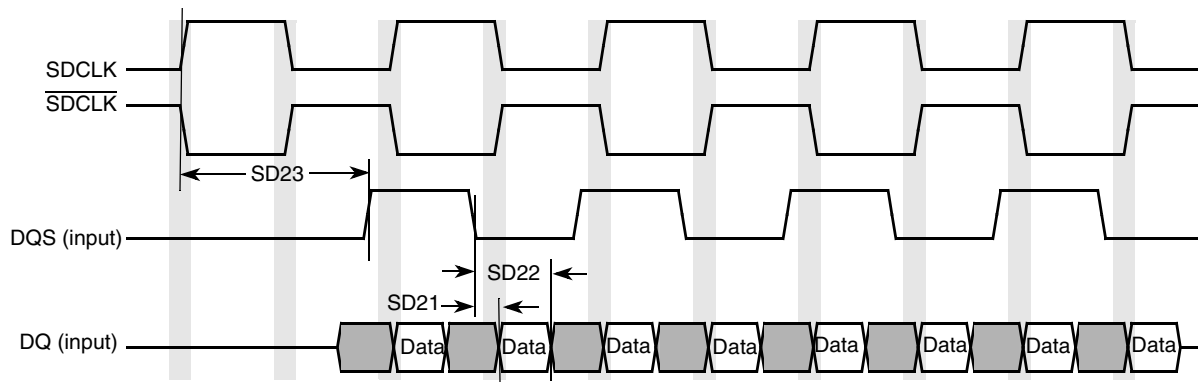 SDCLK
SDCLK
SD23
DQS (input)
SD22
SD21
DQ (input)
Data Data Data Data Data Data Data Data